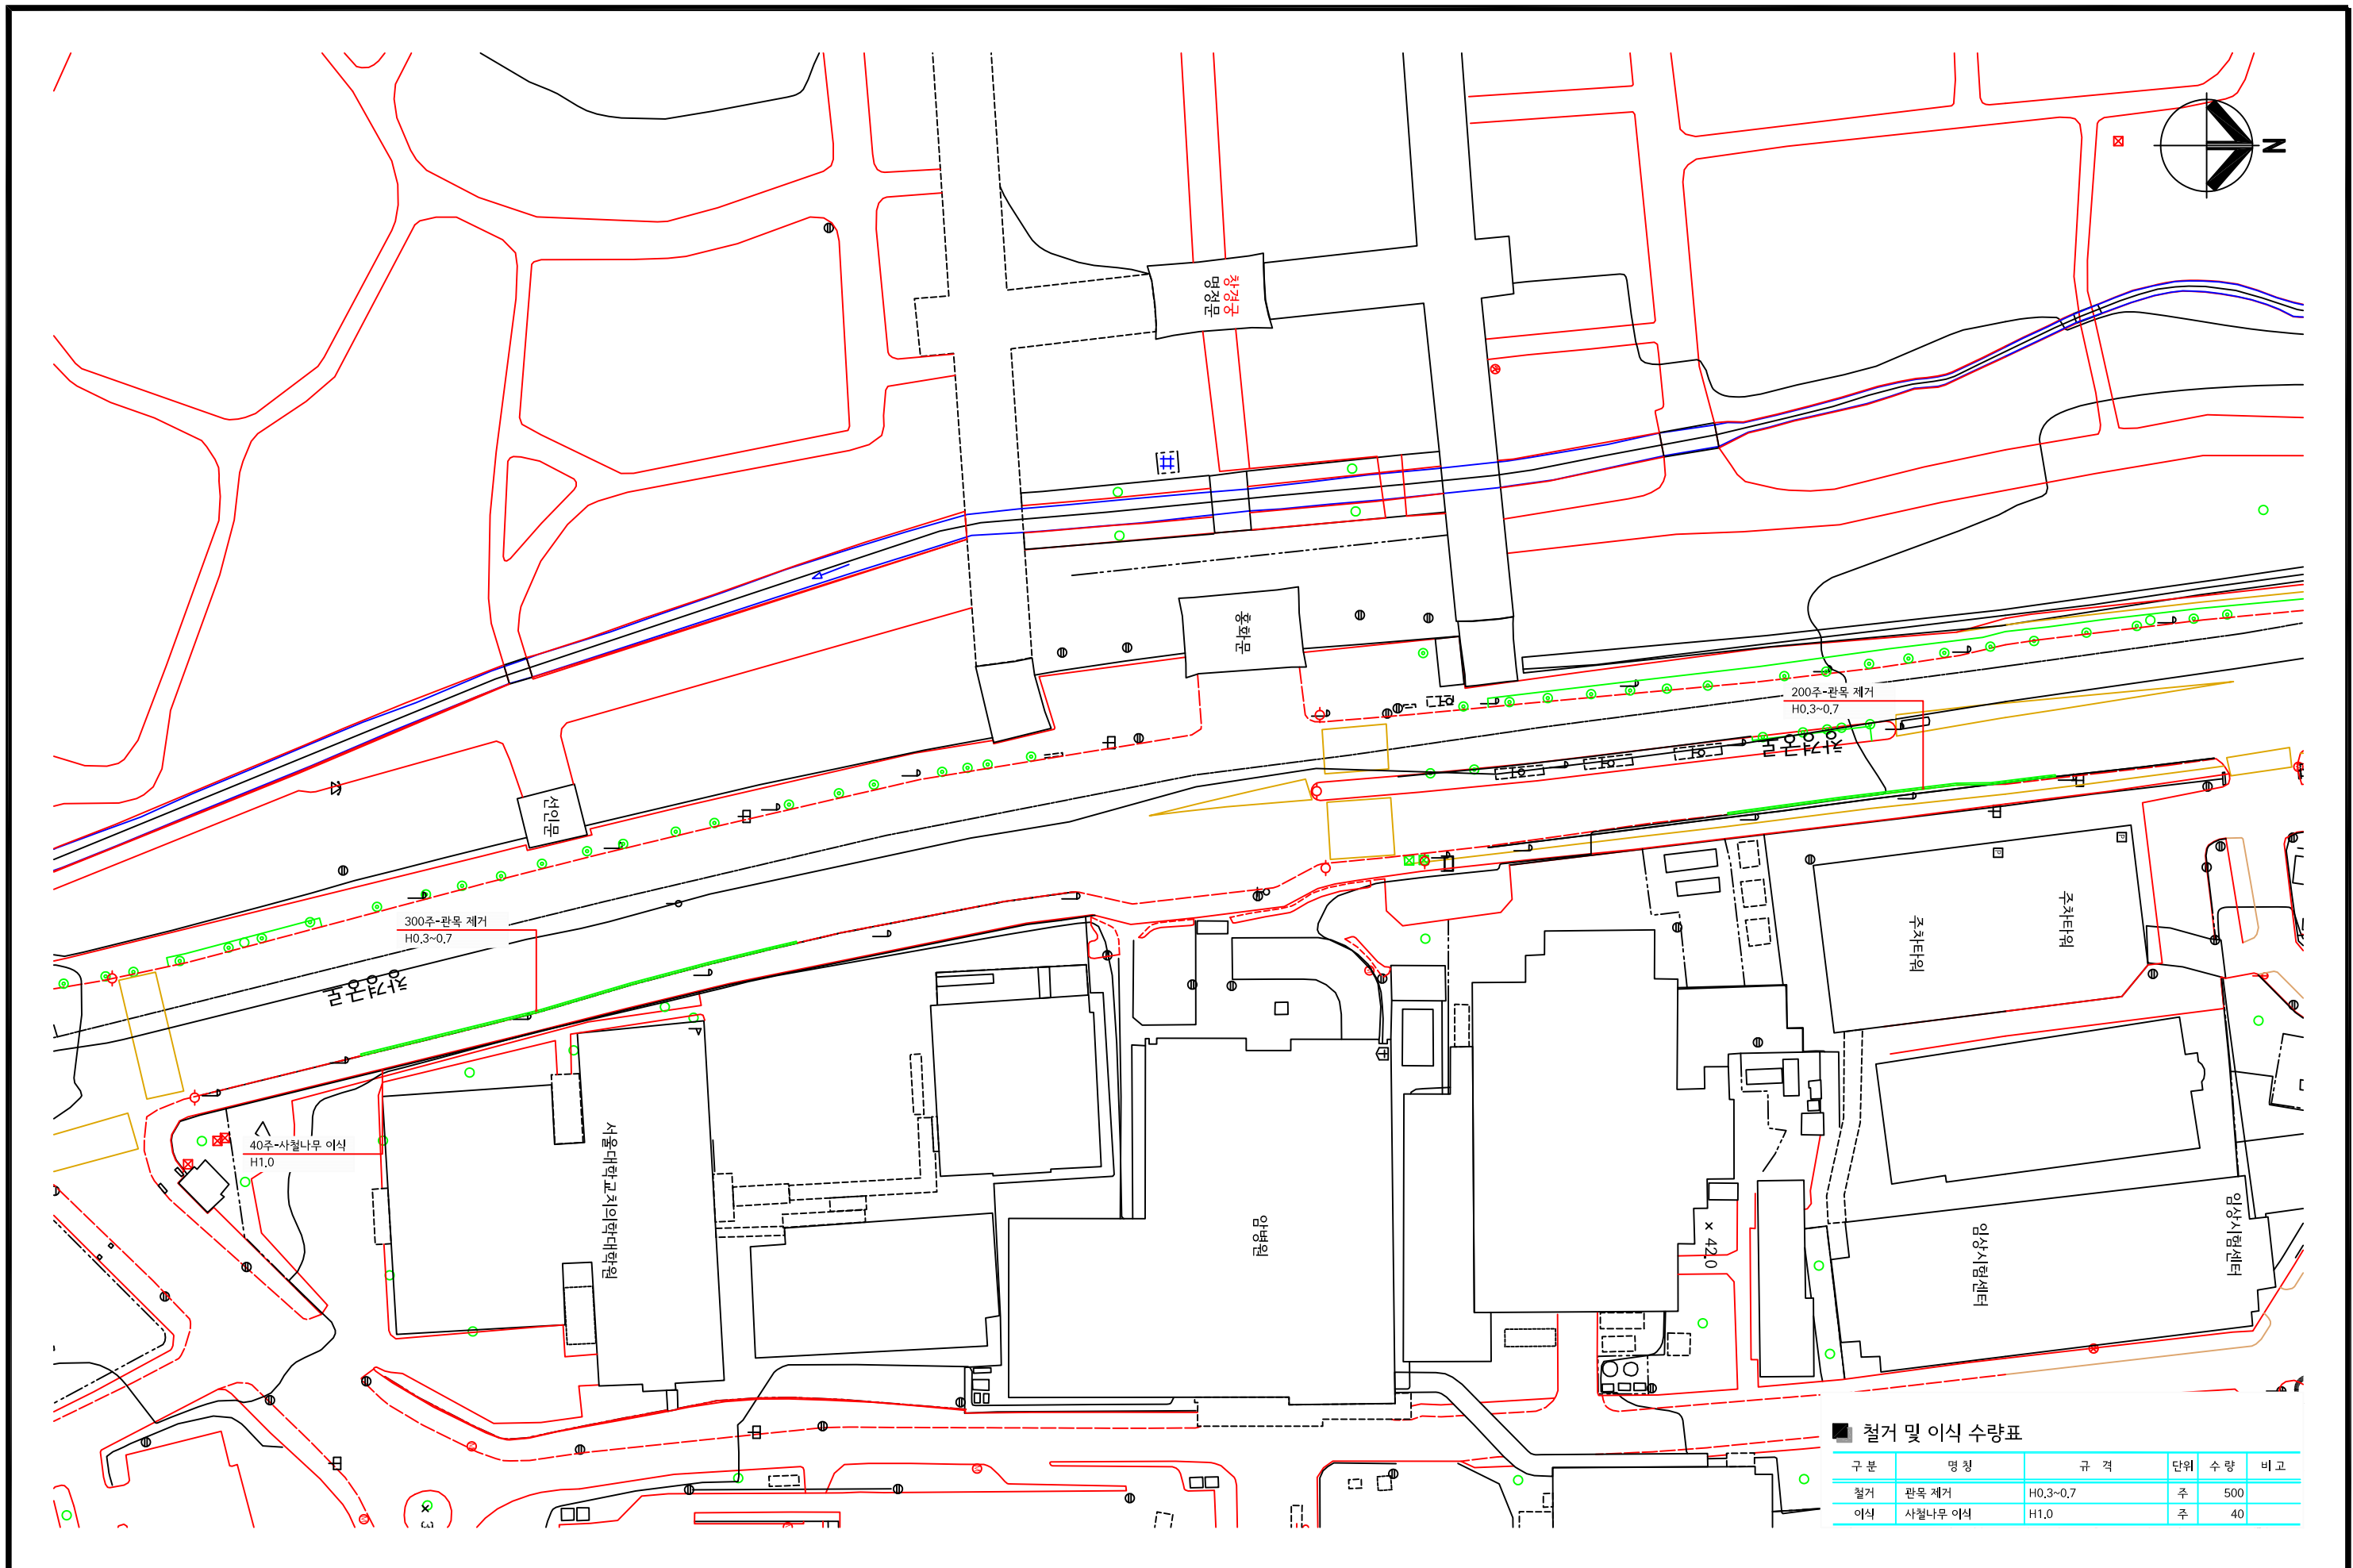 N
창경궁
명정문
홍화문
200주-관목 제거
H0.3~0.7
창경궁로
선인문
주차타워
주차타워
300주-관목 제거
H0.3~0.7
창경궁로
40주-사철나무 이식
H1.0
서울대학교치의학대학원
암병원
× 42.0
임상시험센터
임상시험센터
철거 및 이식 수량표
구 분 명 칭 규 격 단위 수 량 비 고
철거 관목 제거 H0.3~0.7 주 500
이식 사철나무 이식 H1.0 주 40